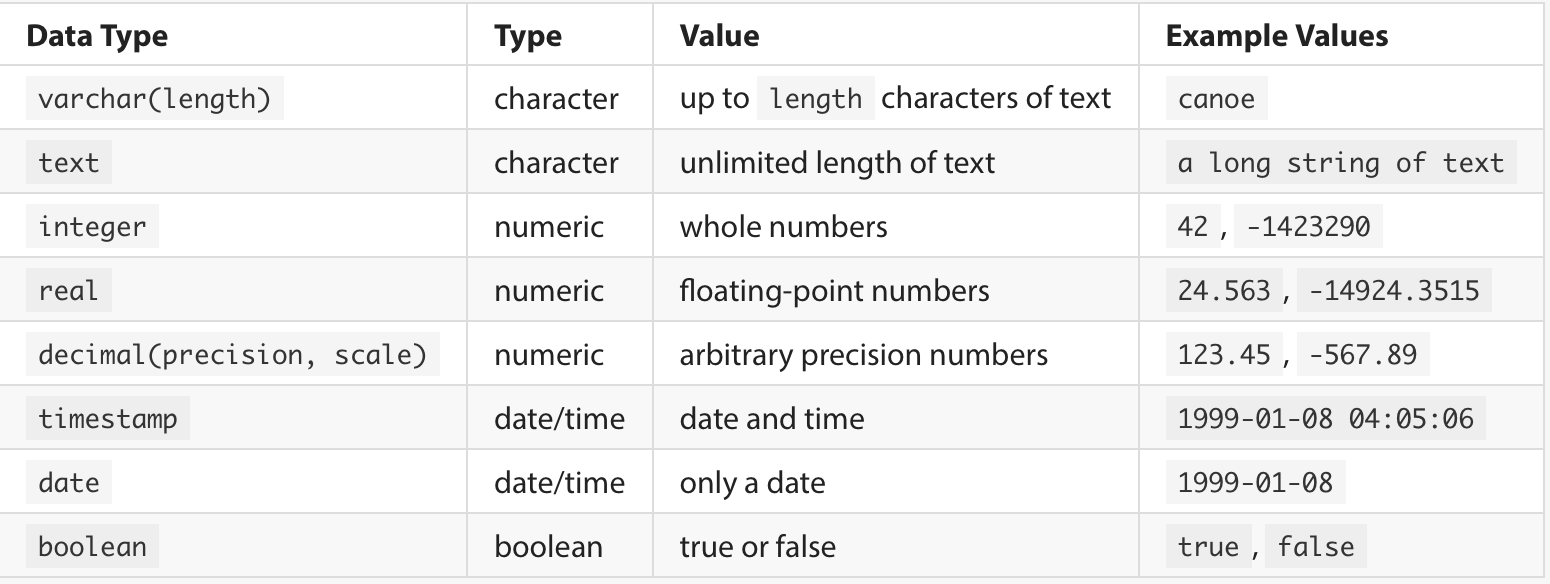 Data Type Type Value Example Values
varchar(length) character up to length characters of text canoe
text character unlimited length of text a long string of text
integer numeric whole numbers 42 , -1423290
real numeric floating-point numbers 24.563 , -14924.3515
decimal(precision, scale) numeric arbitrary precision numbers 123.45 , -567.89
timestamp date/time date and time 1999-01-08 04:05:06
date date/time only a date 1999-01-08
boolean boolean true or false true , false